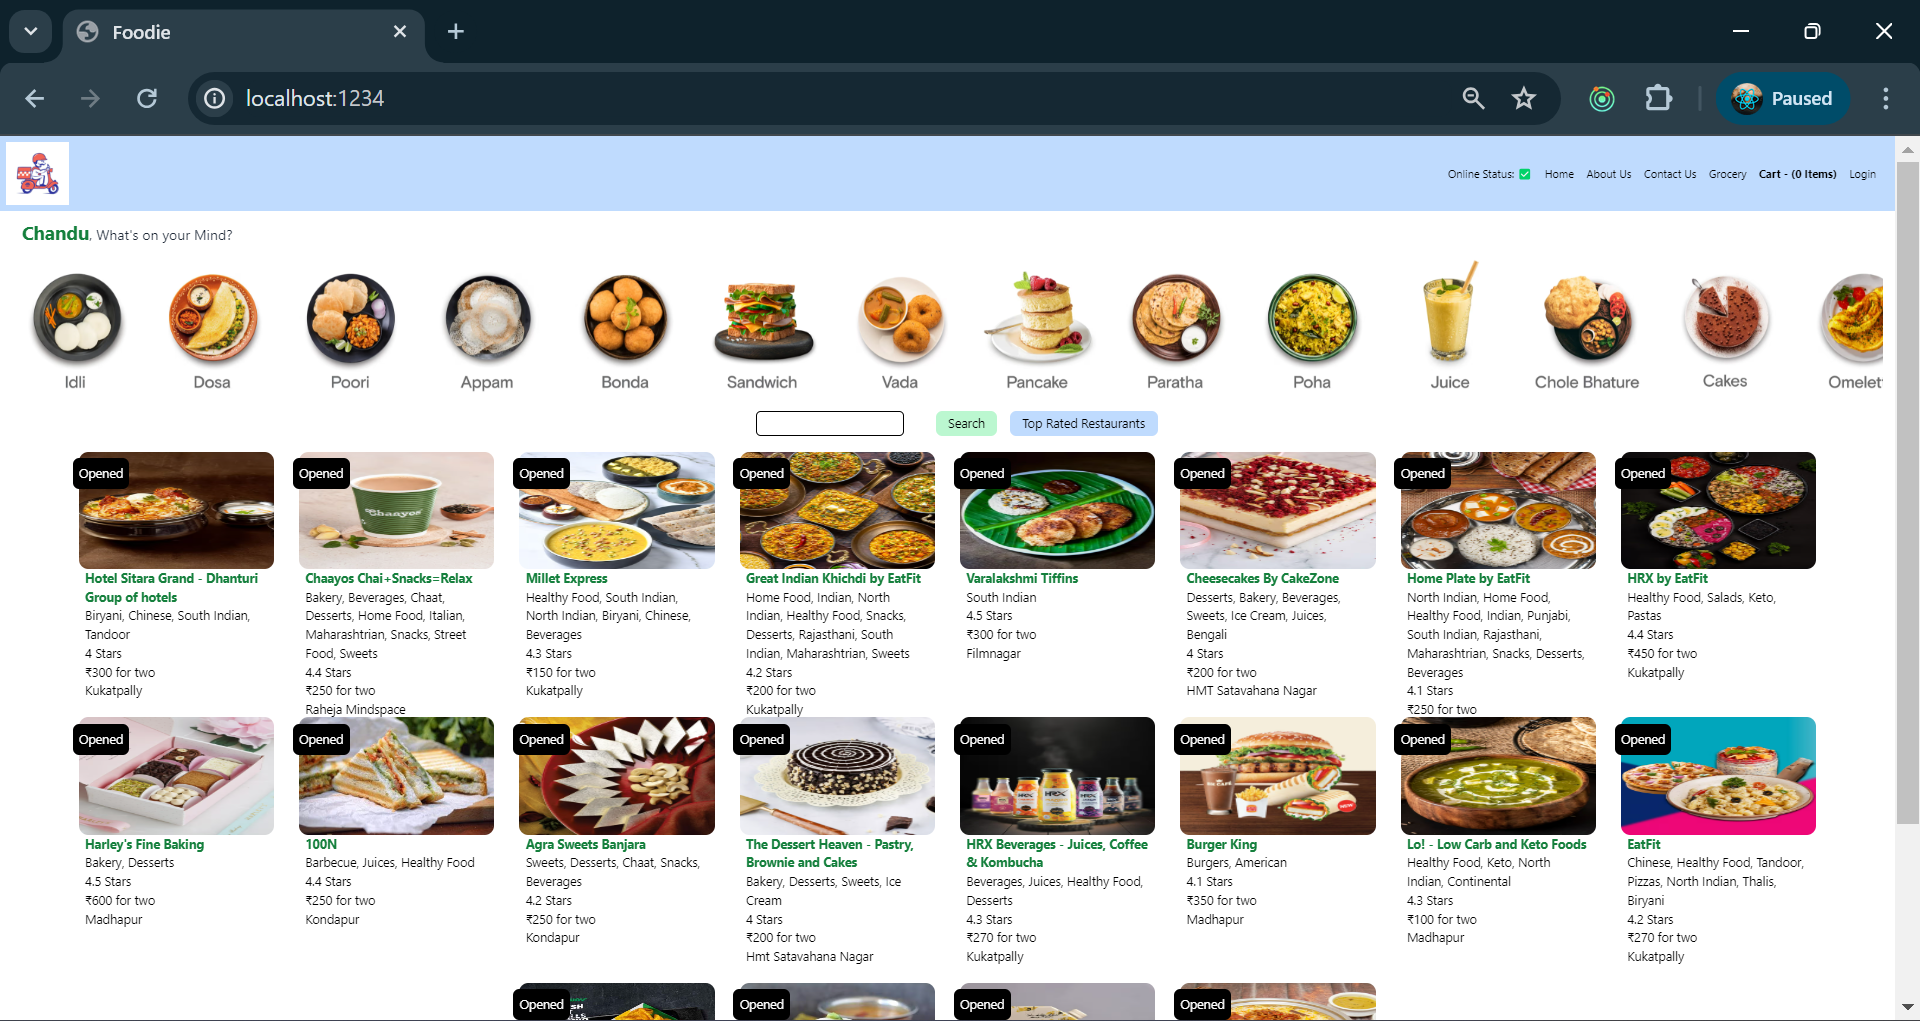 Foodie
localhost:1234
Paused
Online Status: ✅ Home About Us Contact Us Grocery Cart - (0 Items) Login
Chandu, What's on your Mind?
Idli Dosa Poori Appam Bonda Sandwich Vada Pancake Paratha Poha Juice Chole Bhature Cakes Omelet
Search Top Rated Restaurants
Opened
Hotel Sitara Grand - Dhanturi
Group of hotels
Biryani, Chinese, South Indian,
Tandoor
4 Stars
₹300 for two
Kukatpally
Opened
Chaayos
Chaayos Chai+Snacks=Relax
Bakery, Beverages, Chaat,
Desserts, Home Food, Italian,
Maharashtrian, Snacks, Street
Food, Sweets
4.4 Stars
₹250 for two
Raheja Mindspace
Opened
Millet Express
Healthy Food, South Indian,
North Indian, Biryani, Chinese,
Beverages
4.3 Stars
₹150 for two
Kukatpally
Opened
Great Indian Khichdi by EatFit
Home Food, Indian, North
Indian, Healthy Food, Snacks,
Desserts, Rajasthani, South
Indian, Maharashtrian, Sweets
4.2 Stars
₹200 for two
Kukatpally
Opened
Varalakshmi Tiffins
South Indian
4.5 Stars
₹300 for two
Filmnagar
Opened
Cheesecakes By CakeZone
Desserts, Bakery, Beverages,
Sweets, Ice Cream, Juices,
Bengali
4 Stars
₹200 for two
HMT Satavahana Nagar
Opened
Home Plate by EatFit
North Indian, Home Food,
Healthy Food, Indian, Punjabi,
South Indian, Rajasthani,
Maharashtrian, Snacks, Desserts,
Beverages
4.1 Stars
₹250 for two
Opened
HRX by EatFit
Healthy Food, Salads, Keto,
Pastas
4.4 Stars
₹450 for two
Kukatpally
Opened
Harley's Fine Baking
Bakery, Desserts
4.5 Stars
₹600 for two
Madhapur
Opened
100N
Barbecue, Juices, Healthy Food
4.4 Stars
₹250 for two
Kondapur
Opened
Agra Sweets Banjara
Sweets, Desserts, Chaat, Snacks,
Beverages
4.2 Stars
₹250 for two
Kondapur
Opened
The Dessert Heaven - Pastry,
Brownie and Cakes
Bakery, Desserts, Sweets, Ice
Cream
4 Stars
₹200 for two
Hmt Satavahana Nagar
Opened
HRX
HRX Beverages - Juices, Coffee
& Kombucha
Beverages, Juices, Healthy Food,
Desserts
4.3 Stars
₹270 for two
Kukatpally
Opened
Burger King
Burgers, American
4.1 Stars
₹350 for two
Madhapur
Opened
Lo! - Low Carb and Keto Foods
Healthy Food, Keto, North
Indian, Continental
4.3 Stars
₹100 for two
Madhapur
Opened
EatFit
Chinese, Healthy Food, Tandoor,
Pizzas, North Indian, Thalis,
Biryani
4.2 Stars
₹270 for two
Kukatpally
Opened
Opened
Opened
Opened